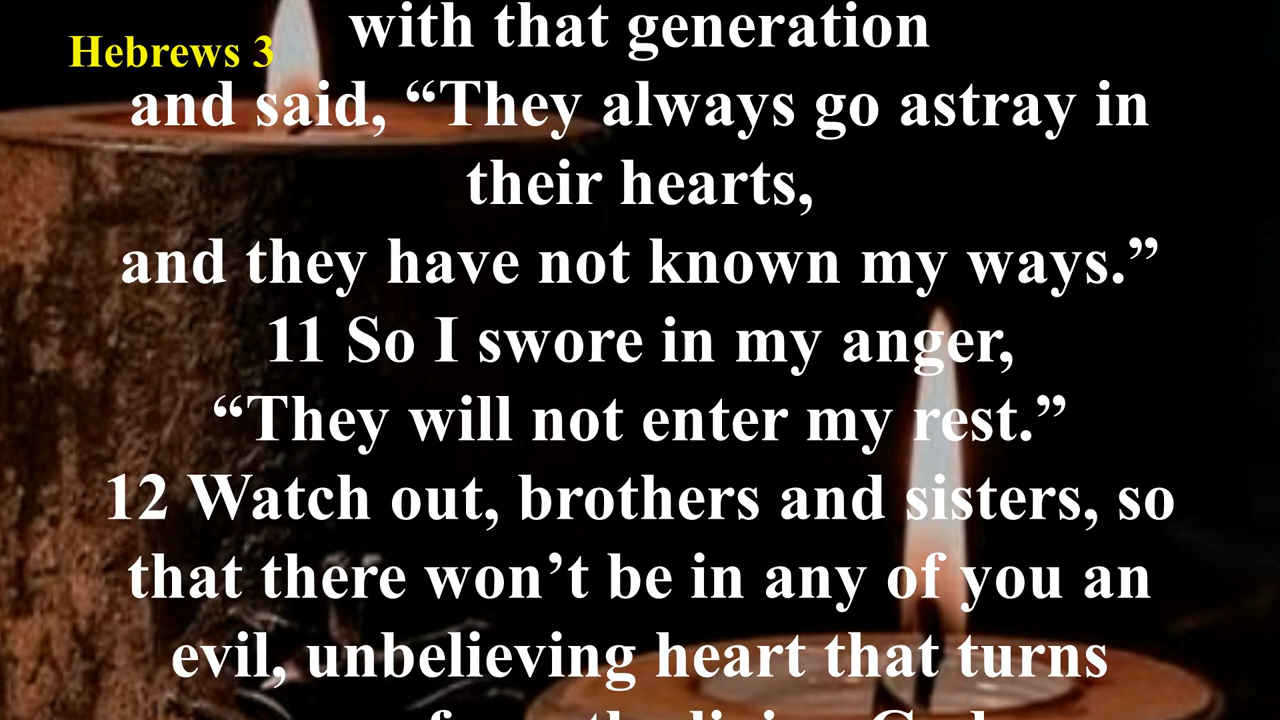 with that generation
Hebrews 3
and said, “They always go astray in
their hearts,
and they have not known my ways.”
11 So I swore in my anger,
“They will not enter my rest.”
12 Watch out, brothers and sisters, so
that there won’t be in any of you an
evil, unbelieving heart that turns